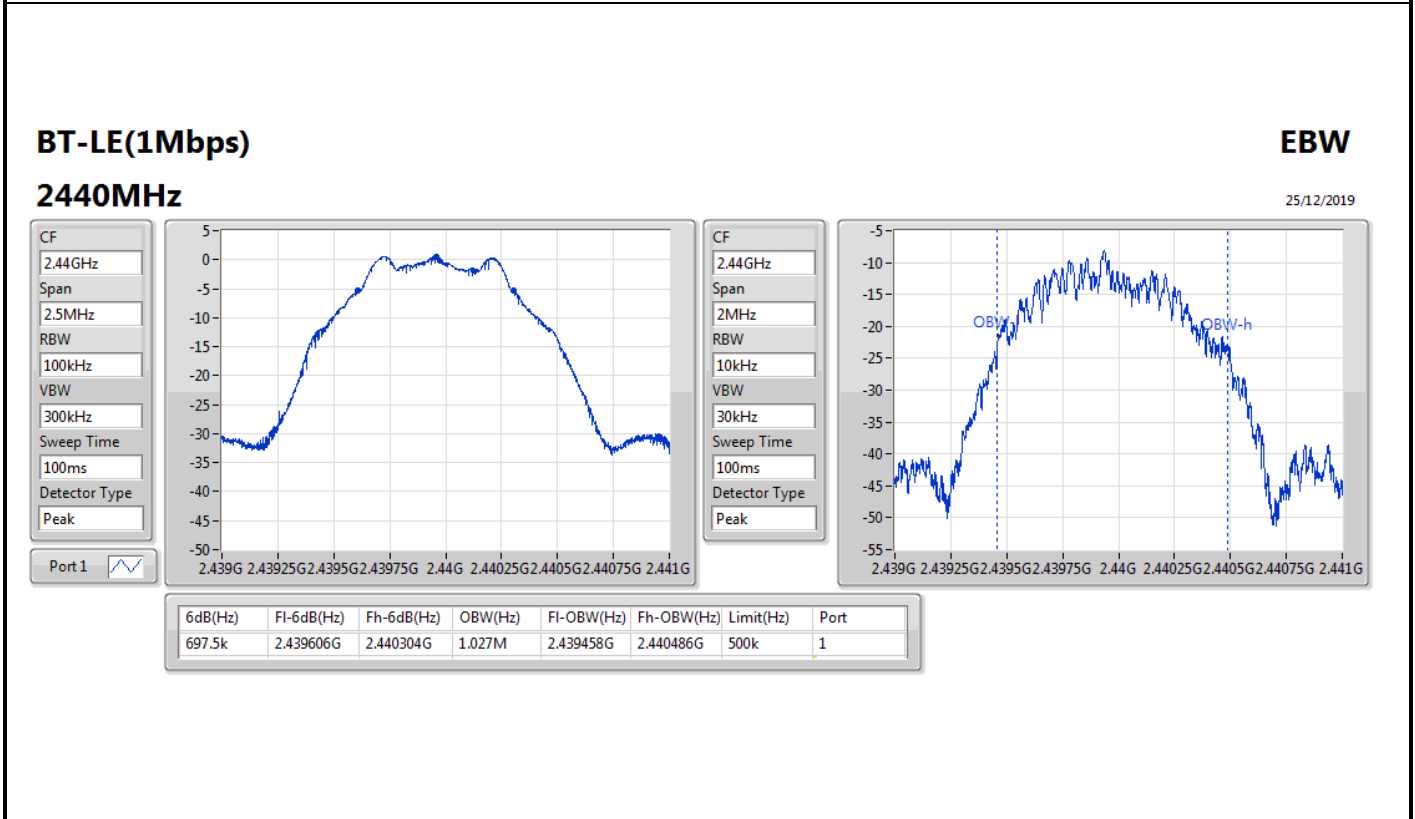 BT-LE(1Mbps)
EBW
2440MHz
25/12/2019
CF
2.44GHz
Span
2.5MHz
RBW
100kHz
VBW
300kHz
Sweep Time
100ms
Detector Type
Peak
Port 1
5
0
-5
-10
-15
-20
-25
-30
-35
-40
-45
-50
2.439G 2.43925G 2.4395G 2.43975G 2.44G 2.44025G 2.4405G 2.44075G 2.441G
CF
2.44GHz
Span
2MHz
RBW
10kHz
VBW
30kHz
Sweep Time
100ms
Detector Type
Peak
-5
-10
-15
-20
-25
-30
-35
-40
-45
-50
-55
OBW-h
2.439G 2.43925G 2.4395G 2.43975G 2.44G 2.44025G 2.4405G 2.44075G 2.441G
6dB(Hz) Fl-6dB(Hz) Fh-6dB(Hz) OBW(Hz) Fl-OBW(Hz) Fh-OBW(Hz) Limit(Hz) Port
697.5k 2.439606G 2.440304G 1.027M 2.439458G 2.440486G 500k 1